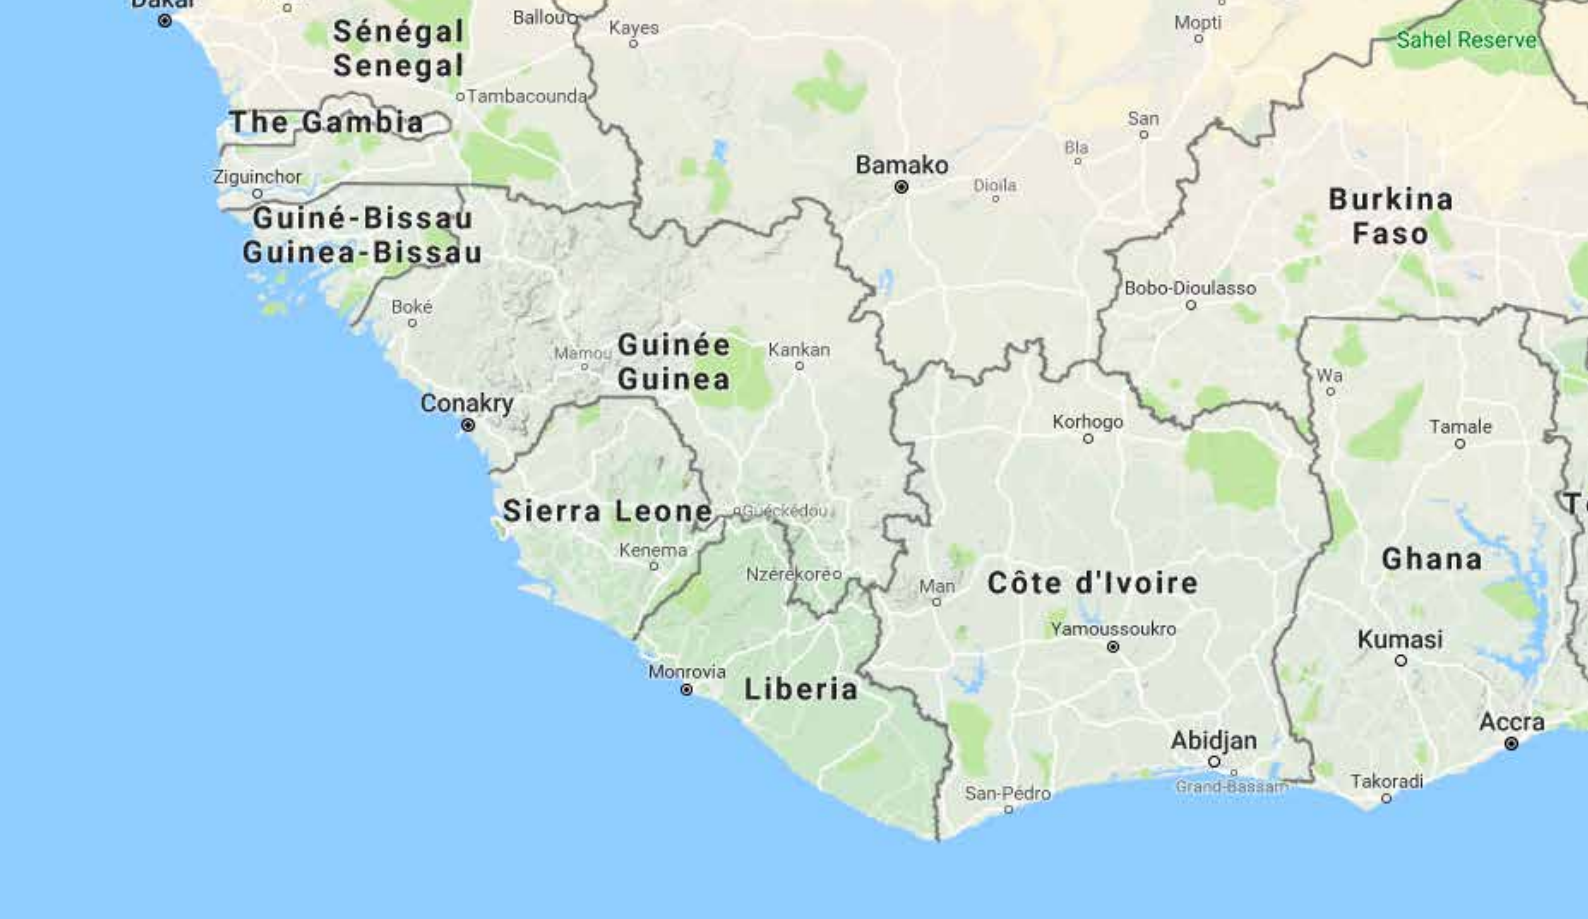 Dakar
Sénégal
Senegal
Ballou
Kayes
Mopti
Sahel Reserve
Tambacounda
The Gambia
San
Bla
Bamako
Dioïla
Ziguinchor
Burkina
Faso
Guiné-Bissau
Guinea-Bissau
Bobo-Dioulasso
Boké
Guinée
Guinea
Mamou
Kankan
Wa
Conakry
Korhogo
Tamale
Sierra Leone
Guéckédou
Kenema
Nzérékoré
Man
Côte d'Ivoire
Ghana
Yamoussoukro
Kumasi
Monrovia
Liberia
Abidjan
Accra
San-Pédro
Grand-Bassam
Takoradi